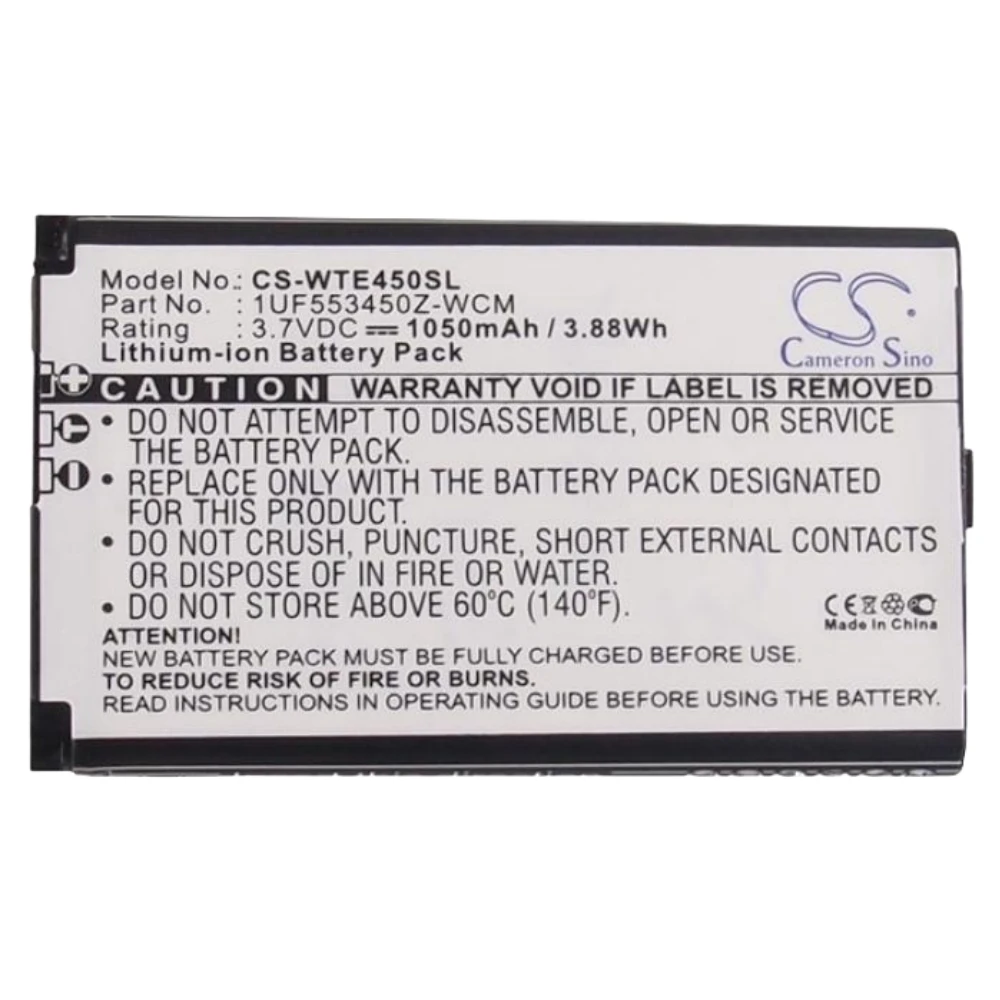 Model No.: CS-WTE450SL
Part No. : 1UF553450Z-WCM
Rating : 3.7VDC 1050mAh / 3.88Wh
Lithium-ion Battery Pack
CS
Cameron Sino
CAUTION WARRANTY VOID IF LABEL IS REMOVED
• DO NOT ATTEMPT TO DISASSEMBLE, OPEN OR SERVICE
THE BATTERY PACK.
• REPLACE ONLY WITH THE BATTERY PACK DESIGNATED
FOR THIS PRODUCT.
• DO NOT CRUSH, PUNCTURE, SHORT EXTERNAL CONTACTS
OR DISPOSE OF IN FIRE OR WATER.
• DO NOT STORE ABOVE 60°C (140°F).
CE
Made In China
ATTENTION!
NEW BATTERY PACK MUST BE FULLY CHARGED BEFORE USE.
TO REDUCE RISK OF FIRE OR BURNS.
READ INSTRUCTIONS IN OPERATING GUIDE BEFORE USING THE BATTERY.